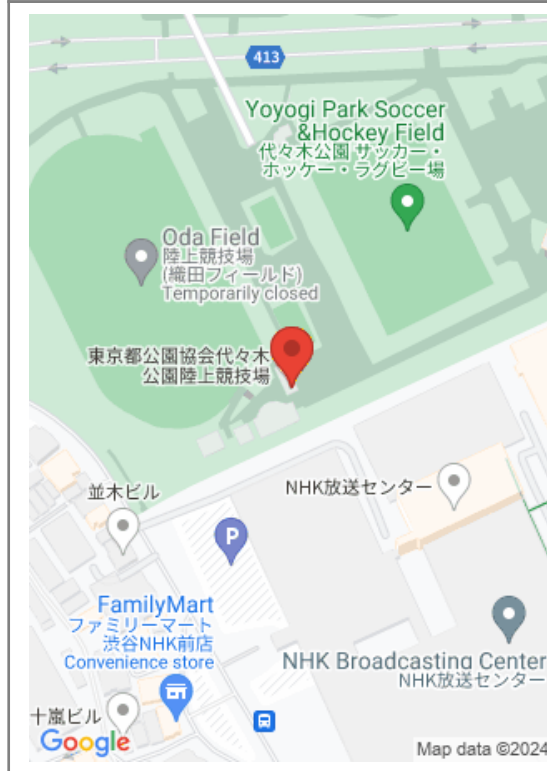 413
Yoyogi Park Soccer
&Hockey Field
代々木公園 サッカー・
ホッケー・ラグビー場
Oda Field
陸上競技場
(織田フィールド)
Temporarily closed
東京都公園協会代々木
公園陸上競技場
並木ビル
NHK放送センター
P
FamilyMart
ファミリーマート
渋谷NHK前店
Convenience store
NHK Broadcasting Center
NHK放送センター
十嵐ビル
Google
Map data ©2024